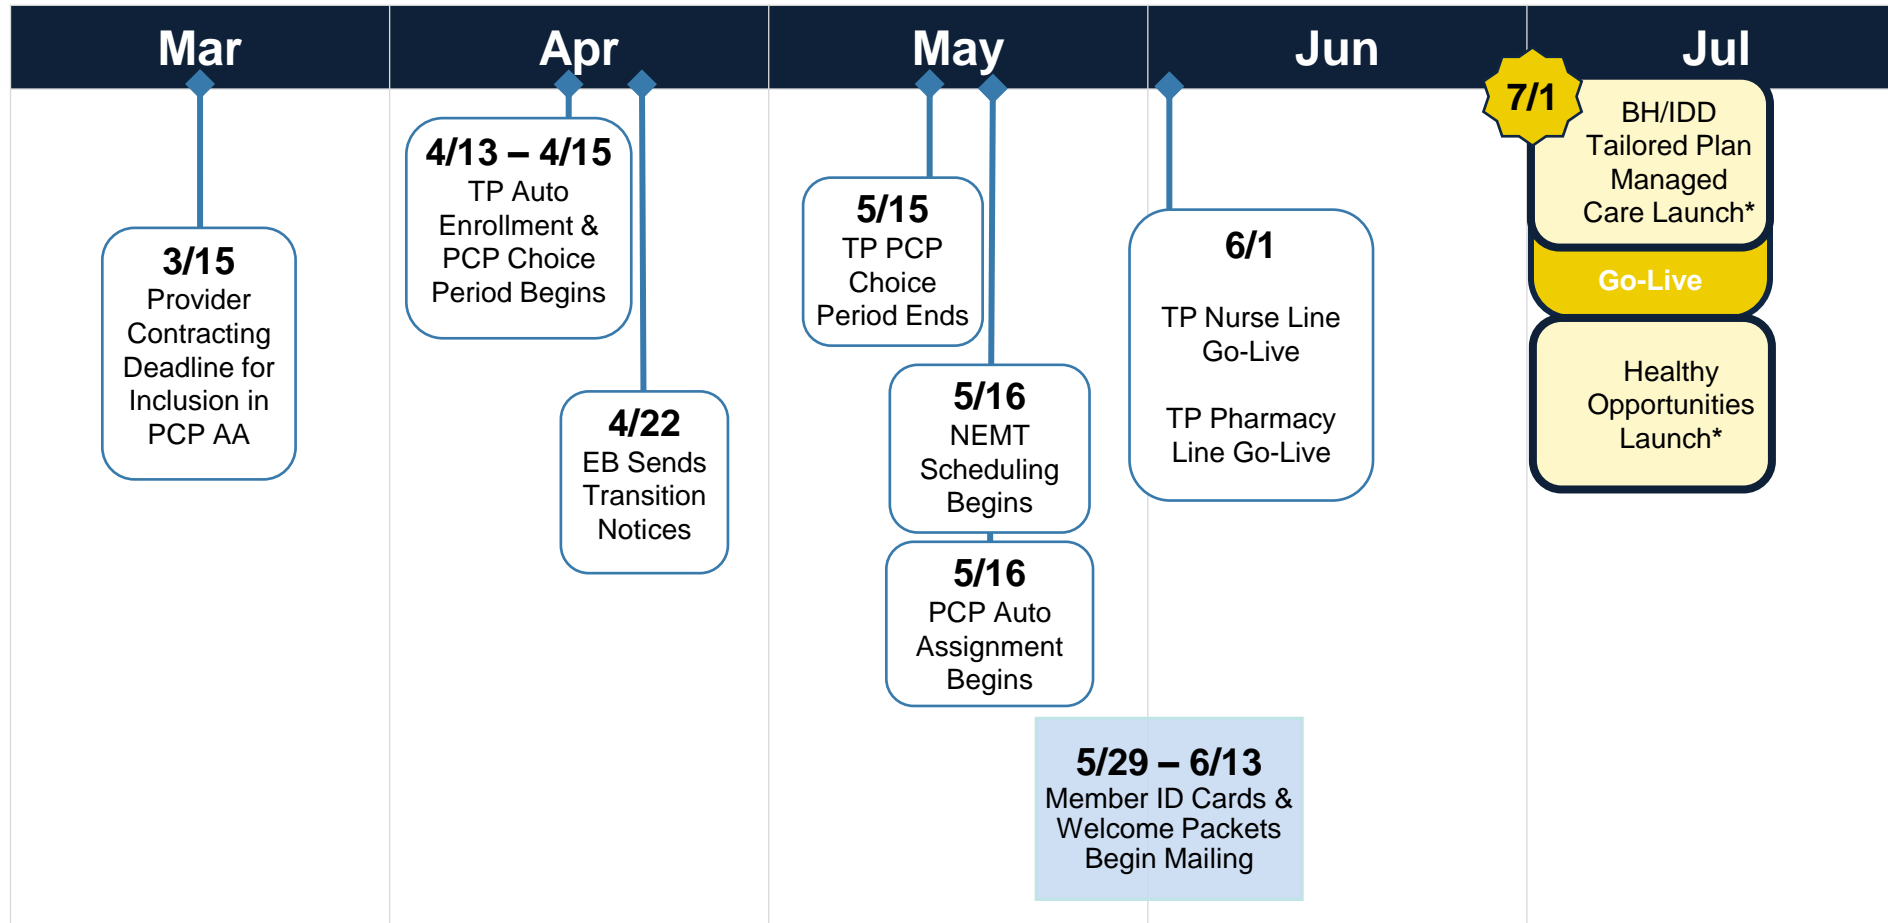 Mar
Apr
May
Jun
Jul
3/15
Provider
Contracting
Deadline for
Inclusion in
PCP AA
4/13 – 4/15
TP Auto
Enrollment &
PCP Choice
Period Begins
4/22
EB Sends
Transition
Notices
5/15
TP PCP
Choice
Period Ends
5/16
NEMT
Scheduling
Begins
5/16
PCP Auto
Assignment
Begins
5/29 – 6/13
Member ID Cards &
Welcome Packets
Begin Mailing
6/1
TP Nurse Line
Go-Live
TP Pharmacy
Line Go-Live
7/1
BH/IDD
Tailored Plan
Managed
Care Launch*
Go-Live
Healthy
Opportunities
Launch*